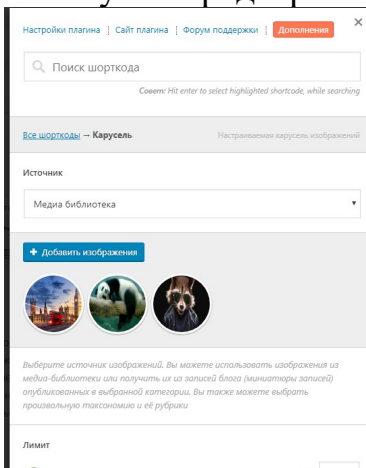 Настройки плагина | Сайт плагина | Форум поддержки | Дополнения
×
Поиск шорткода
Совет: Hit enter to select highlighted shortcode, while searching
Все шорткоды → Карусель Настраиваемая карусель изображений
Источник
Медиа библиотека
+ Добавить изображения
Выберите источник изображений. Вы можете использовать изображения из
медиа-библиотеки или получить их из записей блога (миниатюры записей)
опубликованных в выбранной категории. Вы также можете выбрать
произвольную таксономию и её рубрики
Лимит